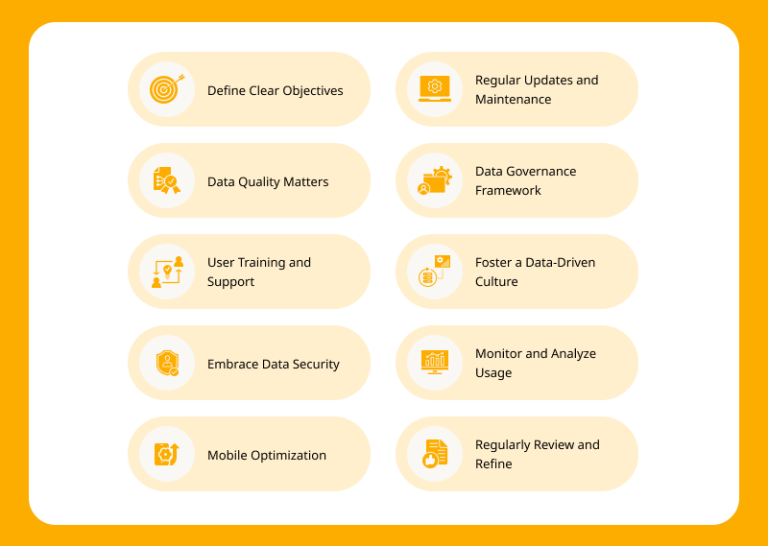 Define Clear Objectives
Data Quality Matters
User Training and
Support
Embrace Data Security
Mobile Optimization
Regular Updates and
Maintenance
Data Governance
Framework
Foster a Data-Driven
Culture
Monitor and Analyze
Usage
Regularly Review and
Refine